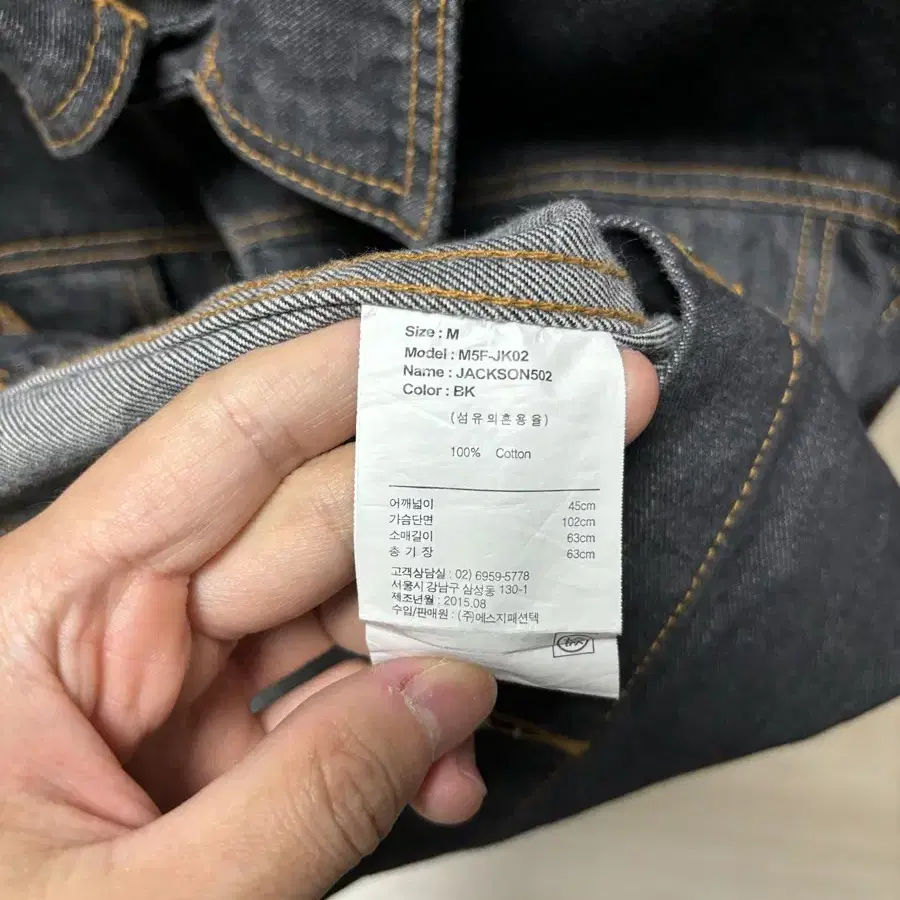 Size : M
Model : M5F-JK02
Name : JACKSON502
Color : BK
(섬유의혼용율)
100% Cotton
어깨넓이 45cm
가슴단면 102cm
소매길이 63cm
총 기 장 63cm
고객상담실 : 02) 6959-5778
서울시 강남구 삼성동 130-1
제조년월 : 2015.08
수입/판매원 : (주)에스지패션텍